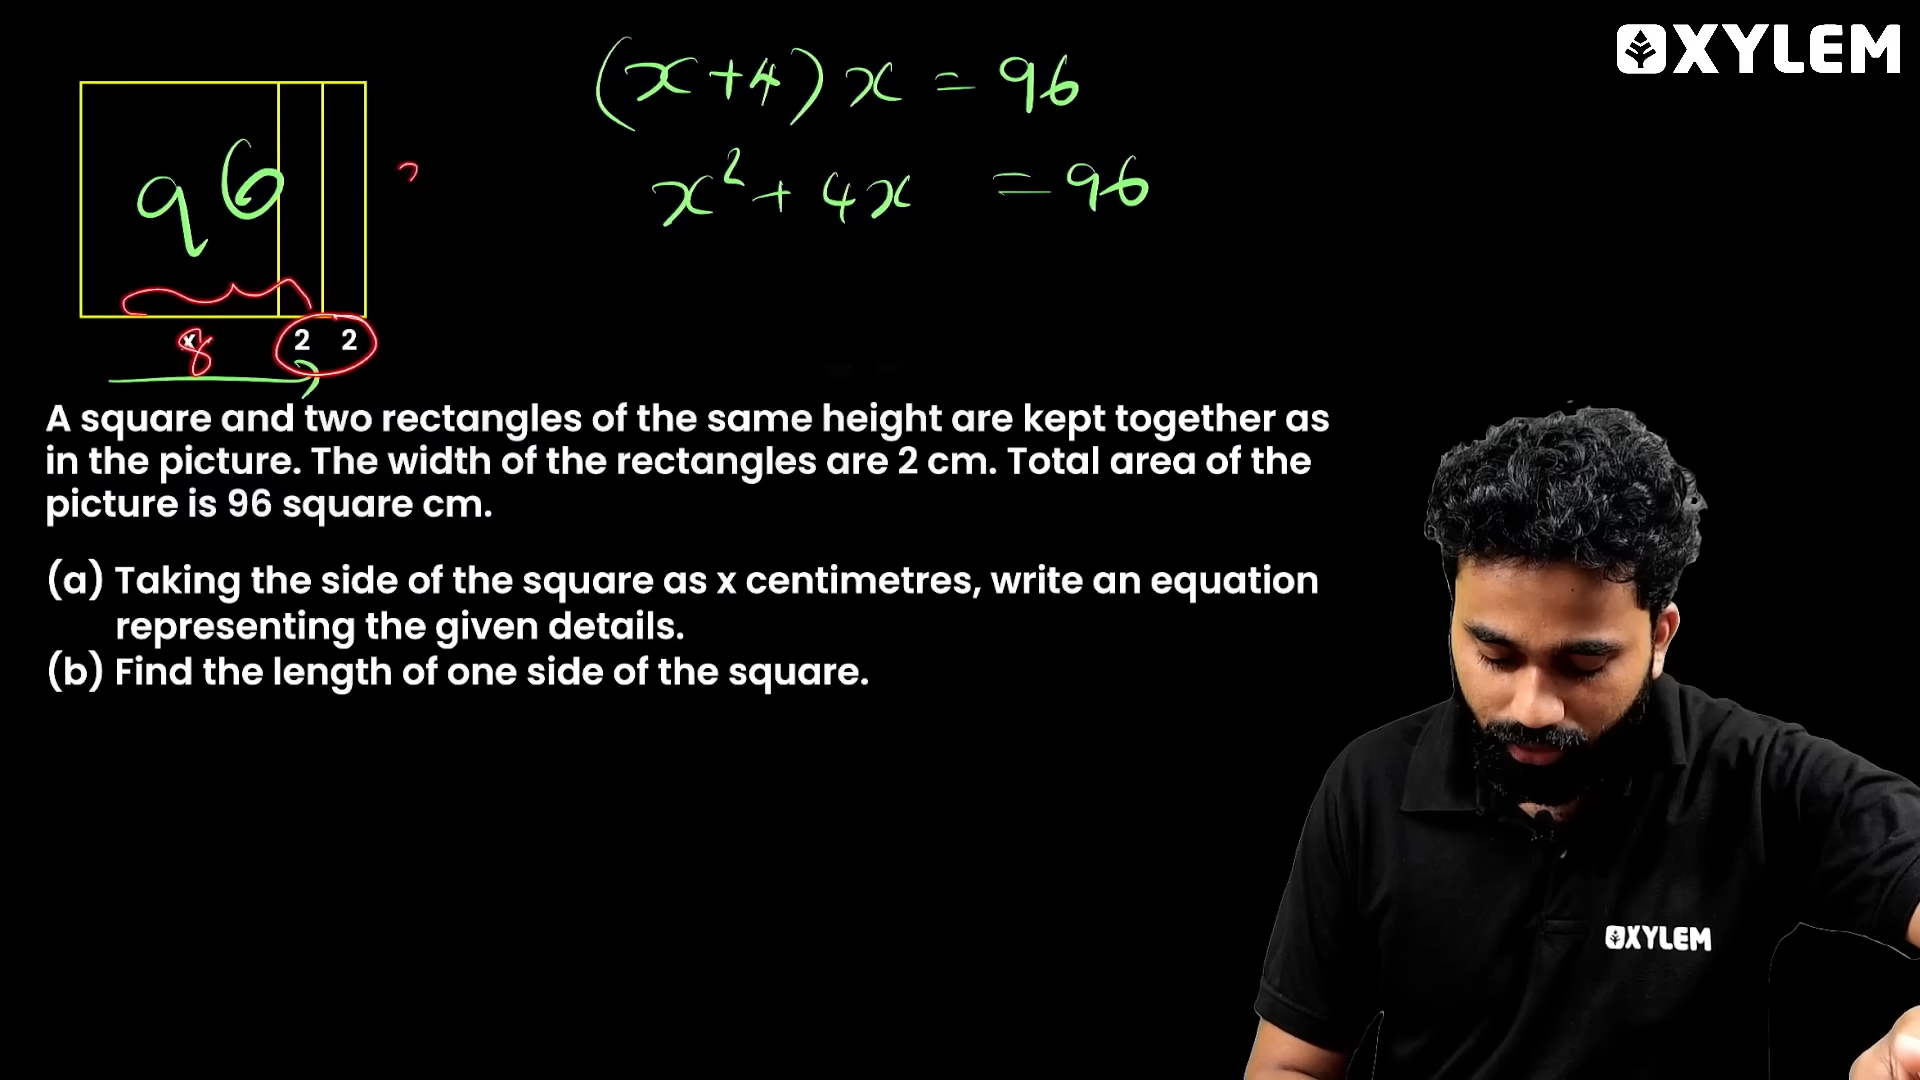 (x+4) x = 96
XYLEM
x² + 4x = 96
96
x 2 2
8
A square and two rectangles of the same height are kept together as
in the picture. The width of the rectangles are 2 cm. Total area of the
picture is 96 square cm.
(a) Taking the side of the square as x centimetres, write an equation
representing the given details.
(b) Find the length of one side of the square.
XYLEM